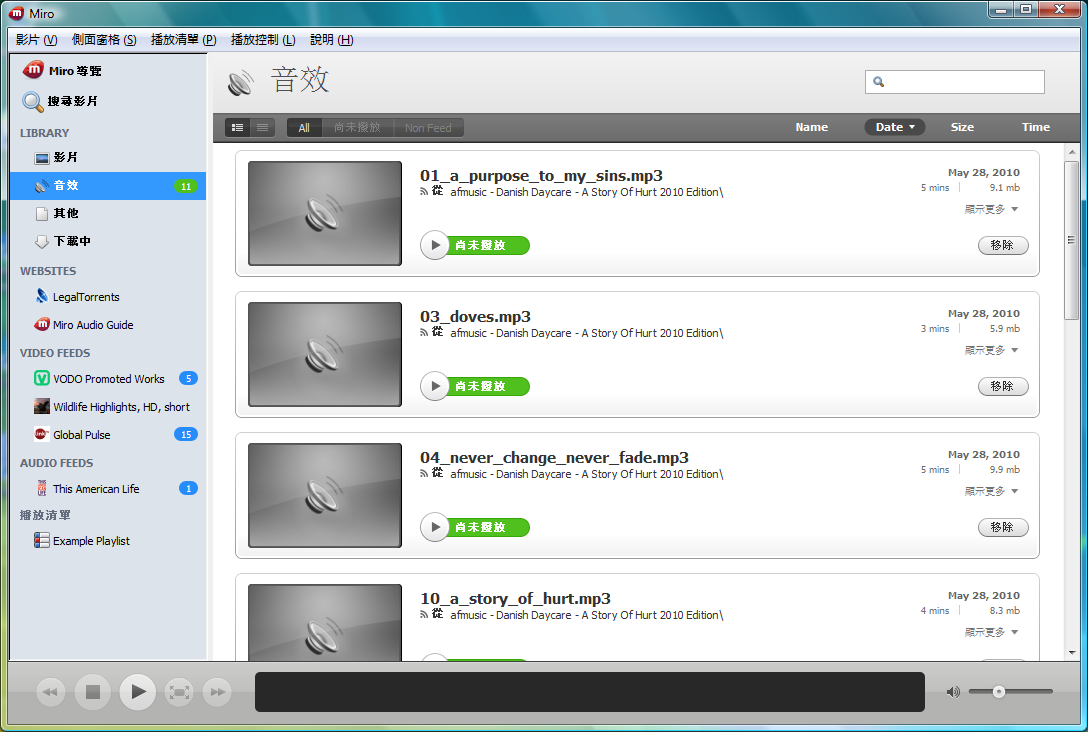 Miro
影片 (V) 側面窗格 (S) 播放清單 (P) 播放控制 (L) 說明 (H)
Miro 導覽
搜尋影片
LIBRARY
影片
音效 11
其他
下載中
WEBSITES
LegalTorrents
Miro Audio Guide
VIDEO FEEDS
VODO Promoted Works 5
Wildlife Highlights, HD, short
Global Pulse 15
AUDIO FEEDS
This American Life 1
播放清單
Example Playlist
音效
All 尚未撥放 Non Feed Name Date Size Time
01_a_purpose_to_my_sins.mp3 May 28, 2010
從 afmusic - Danish Daycare - A Story Of Hurt 2010 Edition\ 5 mins 9.1 mb
顯示更多
尚未撥放 移除
03_doves.mp3 May 28, 2010
從 afmusic - Danish Daycare - A Story Of Hurt 2010 Edition\ 3 mins 5.9 mb
顯示更多
尚未撥放 移除
04_never_change_never_fade.mp3 May 28, 2010
從 afmusic - Danish Daycare - A Story Of Hurt 2010 Edition\ 5 mins 9.9 mb
顯示更多
尚未撥放 移除
10_a_story_of_hurt.mp3 May 28, 2010
從 afmusic - Danish Daycare - A Story Of Hurt 2010 Edition\ 4 mins 8.3 mb
顯示更多